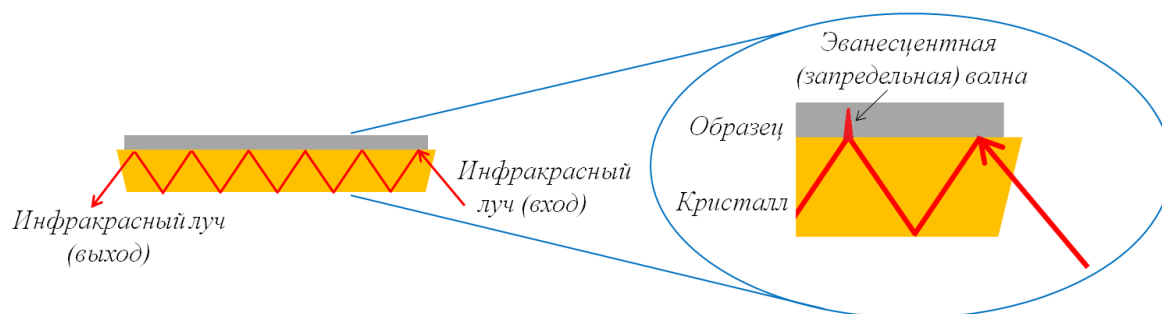 Эванесцентная
(запредельная) волна
Образец
Инфракрасный
луч (вход)
Кристалл
Инфракрасный луч
(выход)